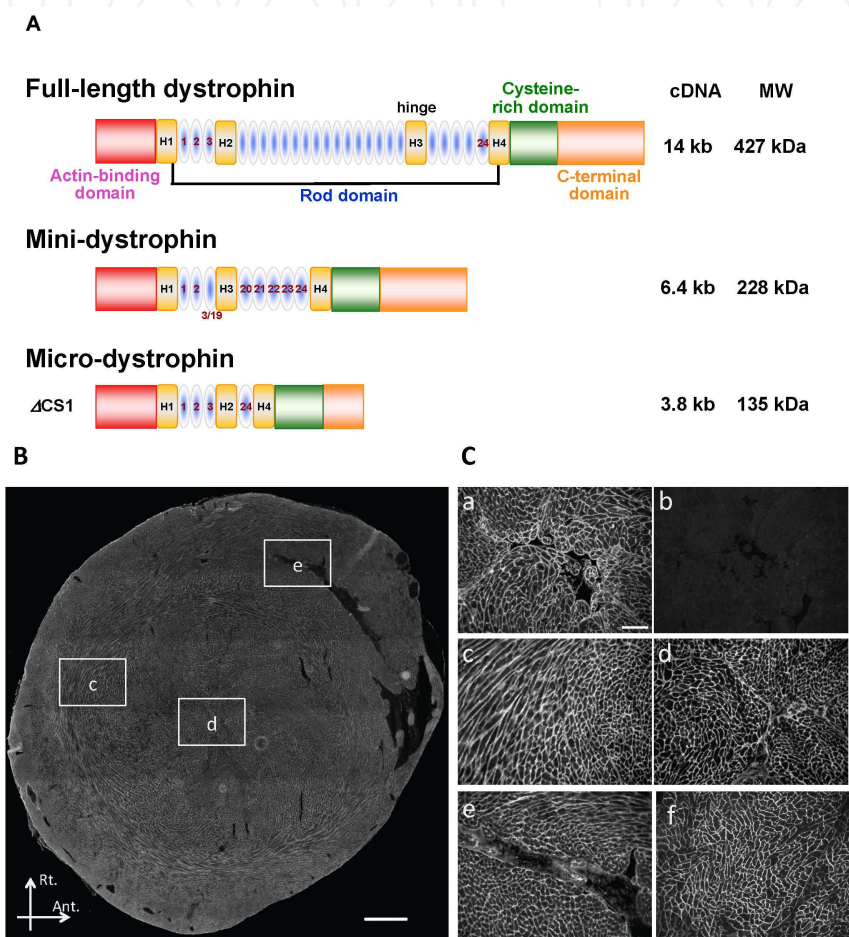 A
Full-length dystrophin
Cysteine-
rich domain
cDNA MW
hinge
H1 1 2 3 H2 H3 24 H4
14 kb 427 kDa
Actin-binding
domain
Rod domain
C-terminal
domain
Mini-dystrophin
H1 1 2 H3 20 21 22 23 24 H4
3/19
6.4 kb 228 kDa
Micro-dystrophin
ΔCS1
H1 1 2 3 H2 24 H4
3.8 kb 135 kDa
B
e
c
d
Rt.
Ant.
C
a b
c d
e f